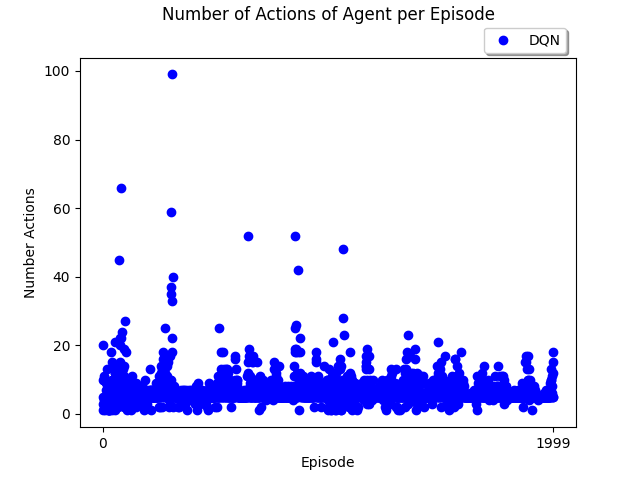 Number of Actions of Agent per Episode
DQN
100
80
60
40
20
0
Number Actions
0
1999
Episode